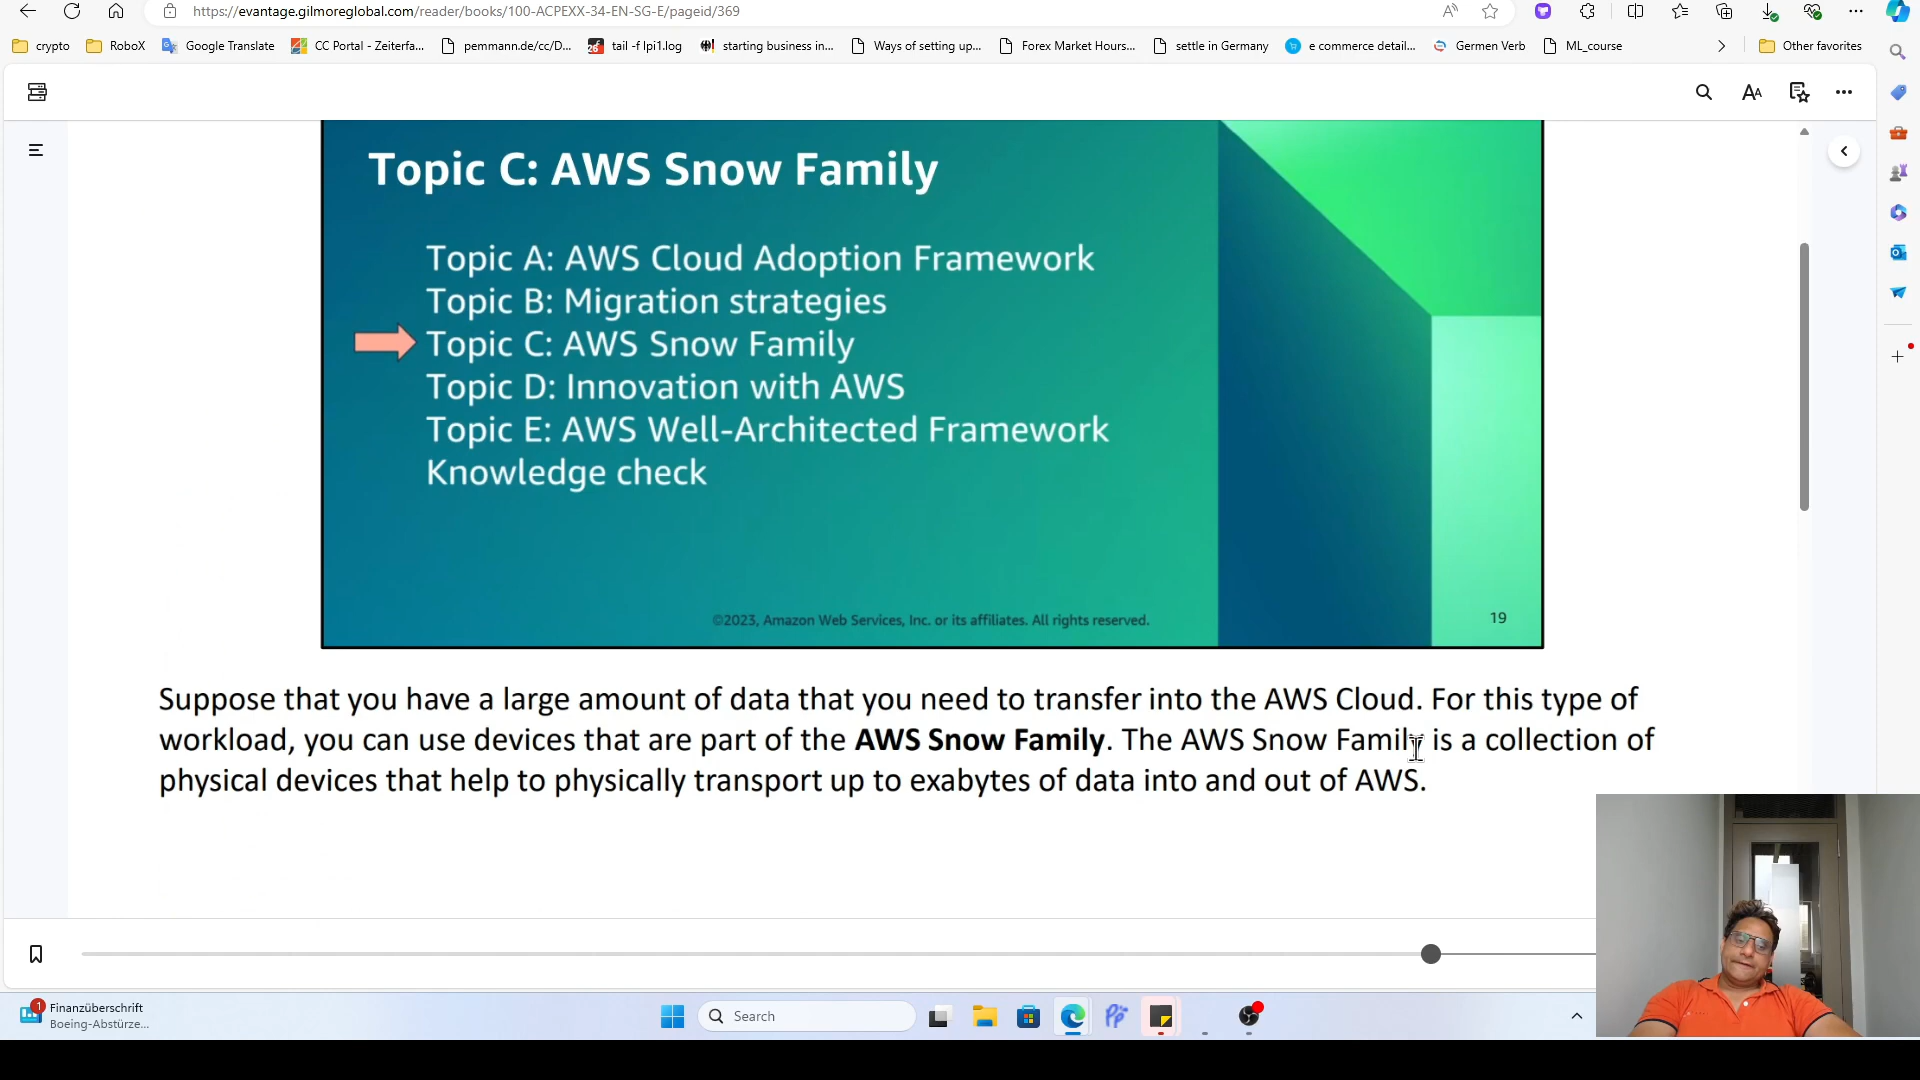 https://evantage.gilmoreglobal.com/reader/books/100-ACPEXX-34-EN-SG-E/pageid/369
crypto RoboX Google Translate CC Portal - Zeiterfa... pemmann.de/cc/D... tail -f lpi1.log starting business in... Ways of setting up... Forex Market Hours... settle in Germany e commerce detail... Germen Verb ML_course Other favorites
Topic C: AWS Snow Family
Topic A: AWS Cloud Adoption Framework
Topic B: Migration strategies
Topic C: AWS Snow Family
Topic D: Innovation with AWS
Topic E: AWS Well-Architected Framework
Knowledge check
©2023, Amazon Web Services, Inc. or its affiliates. All rights reserved. 19
Suppose that you have a large amount of data that you need to transfer into the AWS Cloud. For this type of
workload, you can use devices that are part of the AWS Snow Family. The AWS Snow Family is a collection of
physical devices that help to physically transport up to exabytes of data into and out of AWS.
1 Finanzüberschrift
Boeing-Abstürze...
Search